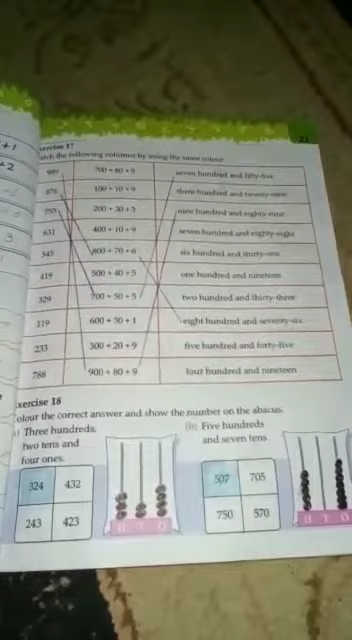 21
Exercise 17
Match the following columns by using the same colour.
989 700 + 80 + 8 seven hundred and fifty-five
876 100 + 10 + 9 three hundred and twenty-nine
755 200 + 30 + 3 nine hundred and eighty-nine
631 400 + 10 + 9 seven hundred and eighty-eight
545 800 + 70 + 6 six hundred and thirty-one
419 500 + 40 + 5 one hundred and nineteen
329 700 + 50 + 5 two hundred and thirty-three
119 600 + 30 + 1 eight hundred and seventy-six
233 300 + 20 + 9 five hundred and forty-five
788 900 + 80 + 9 four hundred and nineteen
Exercise 18
Colour the correct answer and show the number on the abacus.
Three hundreds, (b) Five hundreds
two tens and and seven tens
four ones.
324 432 507 705
243 423 750 570
H T O H T O